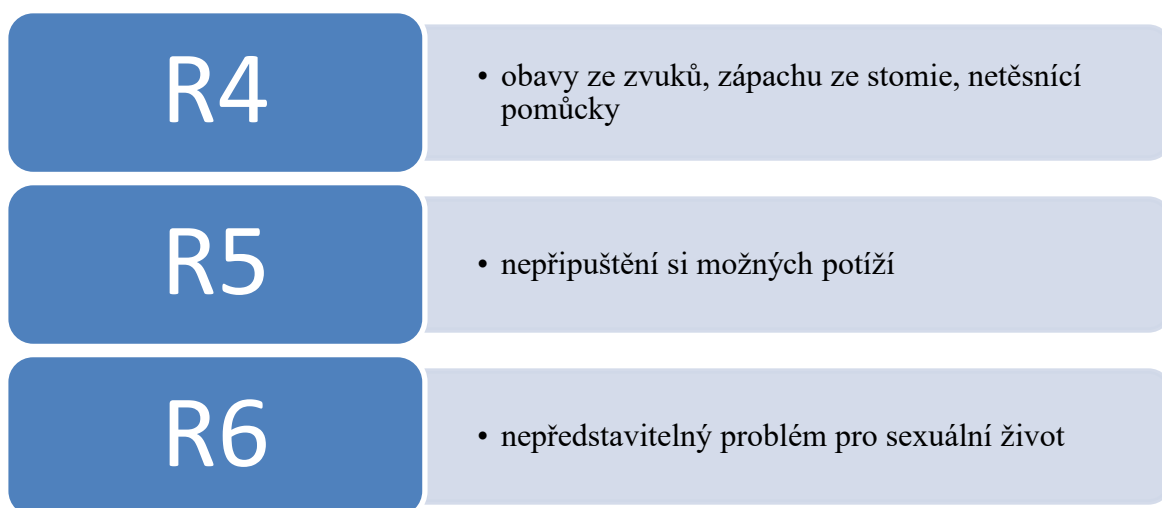 R4
• obavy ze zvuků, zápachu ze stomie, netěsnící
pomůcky
R5
• nepřipuštění si možných potíží
R6
• nepředstavitelný problém pro sexuální život